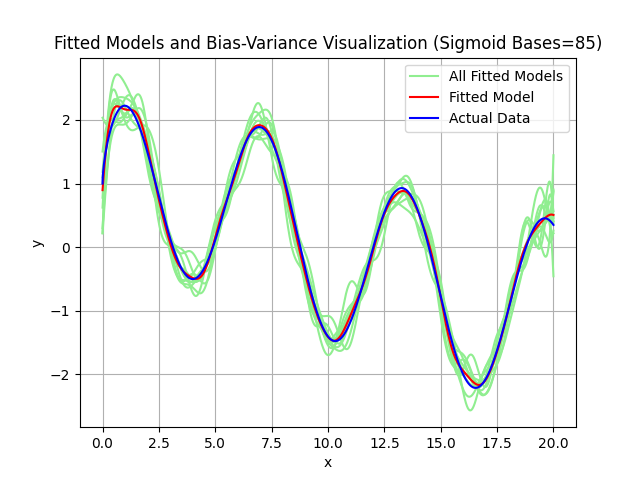 Fitted Models and Bias-Variance Visualization (Sigmoid Bases=85)
All Fitted Models
Fitted Model
Actual Data
y
2
1
0
−1
−2
0.0 2.5 5.0 7.5 10.0 12.5 15.0 17.5 20.0
x